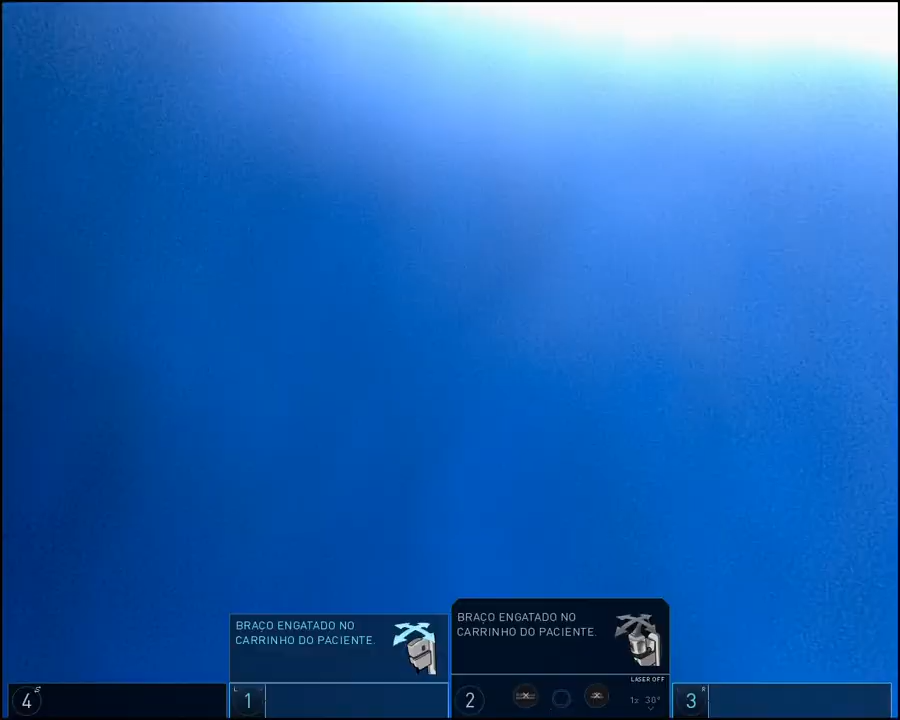 BRAÇO ENGATADO NO
CARRINHO DO PACIENTE.
BRAÇO ENGATADO NO
CARRINHO DO PACIENTE.
LASER OFF
4 S
L 1
2
1x 30°
3 R